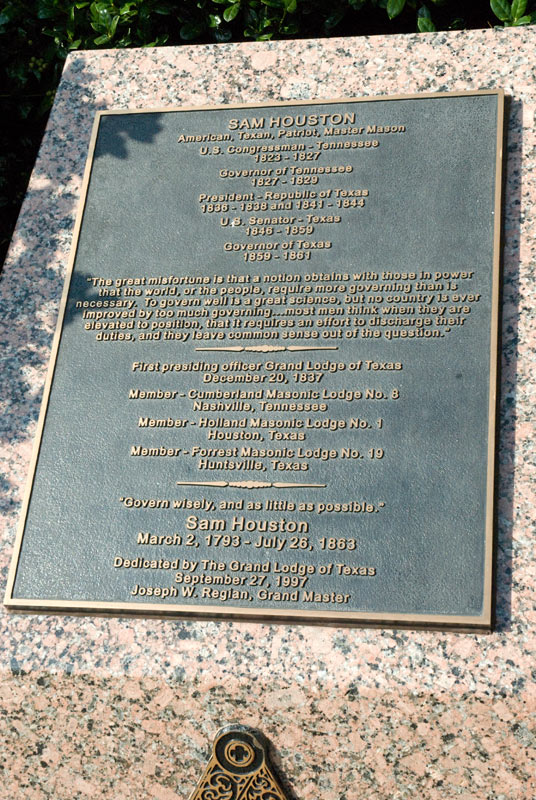 SAM HOUSTON
American, Texan, Patriot, Master Mason
U.S. Congressman - Tennessee
1823 - 1827
Governor of Tennessee
1827 - 1829
President - Republic of Texas
1836 - 1838 and 1841 - 1844
U.S. Senator - Texas
1846 - 1859
Governor of Texas
1859 - 1861
"The great misfortune is that a notion obtains with those in power
that the world, or the people, require more governing than is
necessary. To govern well is a great science, but no country is ever
improved by too much governing...most men think when they are
elevated to position, that it requires an effort to discharge their
duties, and they leave common sense out of the question."
First presiding officer Grand Lodge of Texas
December 20, 1837
Member - Cumberland Masonic Lodge No. 8
Nashville, Tennessee
Member - Holland Masonic Lodge No. 1
Houston, Texas
Member - Forrest Masonic Lodge No. 19
Huntsville, Texas
"Govern wisely, and as little as possible."
Sam Houston
March 2, 1793 - July 26, 1863
Dedicated by The Grand Lodge of Texas
September 27, 1997
Joseph W. Regian, Grand Master